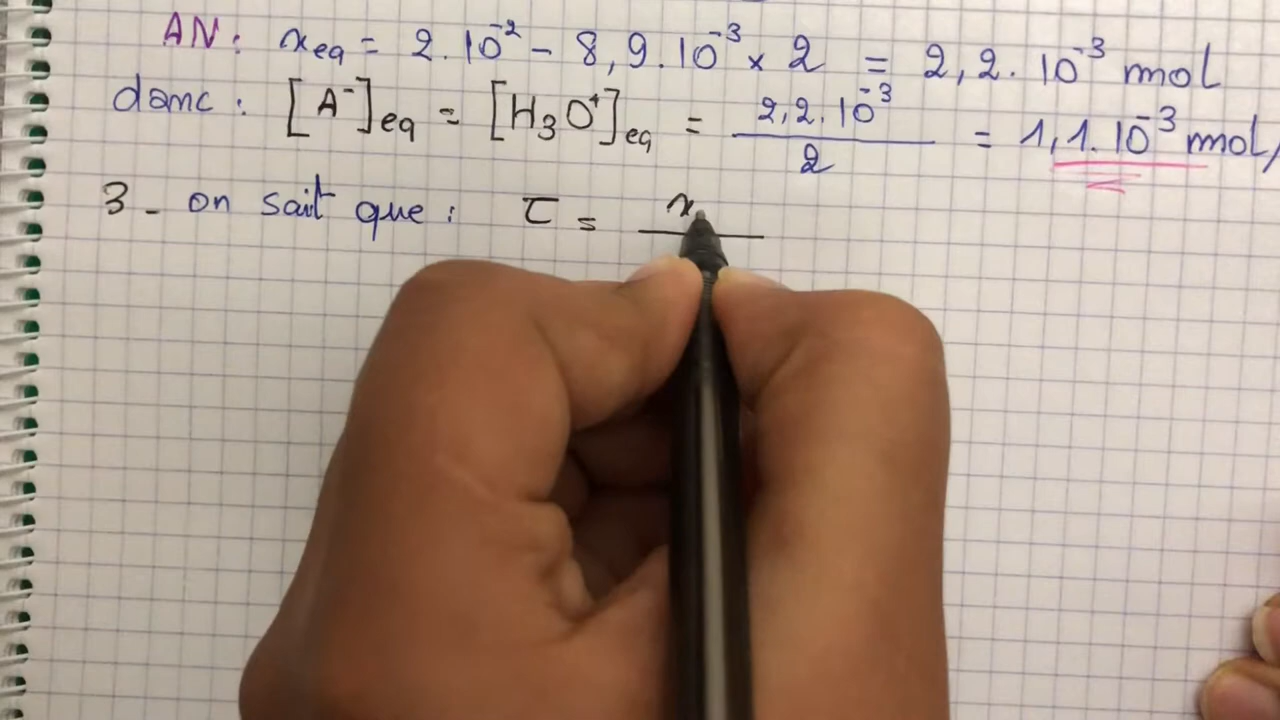 AN: xeq = 2.10⁻² - 8,9.10⁻³ × 2 = 2,2.10⁻³ mol
donc : [A⁻]eq = [H₃O⁺]eq = 2,2.10⁻³ / 2 = 1,1.10⁻³ mol/
3 - on sait que : τ = x